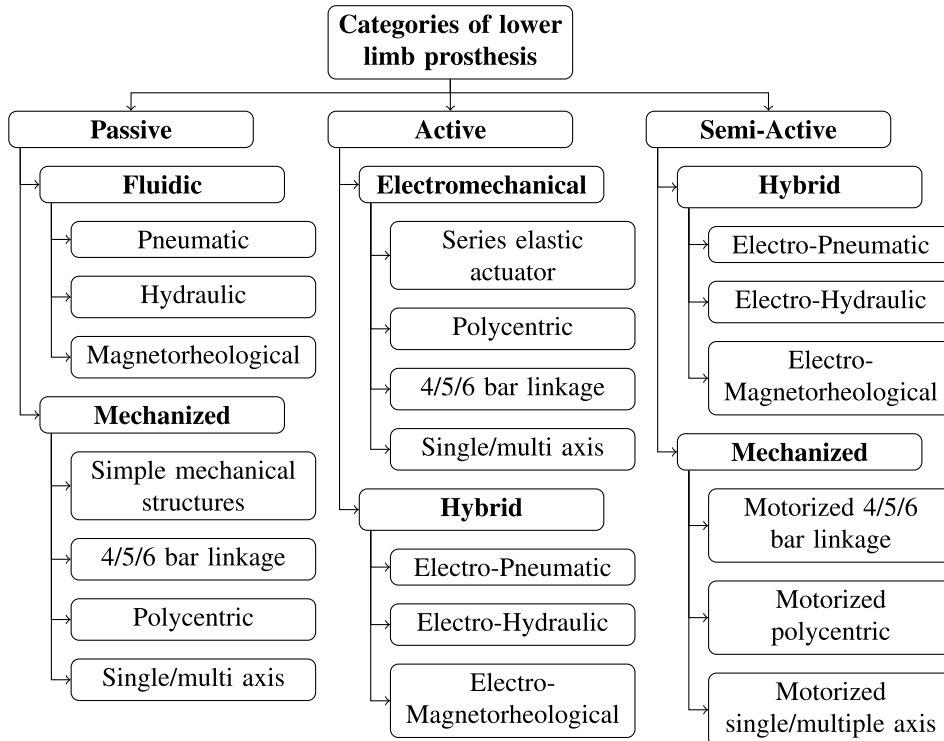 Categories of lower
limb prosthesis
Passive
Fluidic
Pneumatic
Hydraulic
Magnetorheological
Mechanized
Simple mechanical
structures
4/5/6 bar linkage
Polycentric
Single/multi axis
Active
Electromechanical
Series elastic
actuator
Polycentric
4/5/6 bar linkage
Single/multi axis
Hybrid
Electro-Pneumatic
Electro-Hydraulic
Electro-
Magnetorheological
Semi-Active
Hybrid
Electro-Pneumatic
Electro-Hydraulic
Electro-
Magnetorheological
Mechanized
Motorized 4/5/6
bar linkage
Motorized
polycentric
Motorized
single/multiple axis